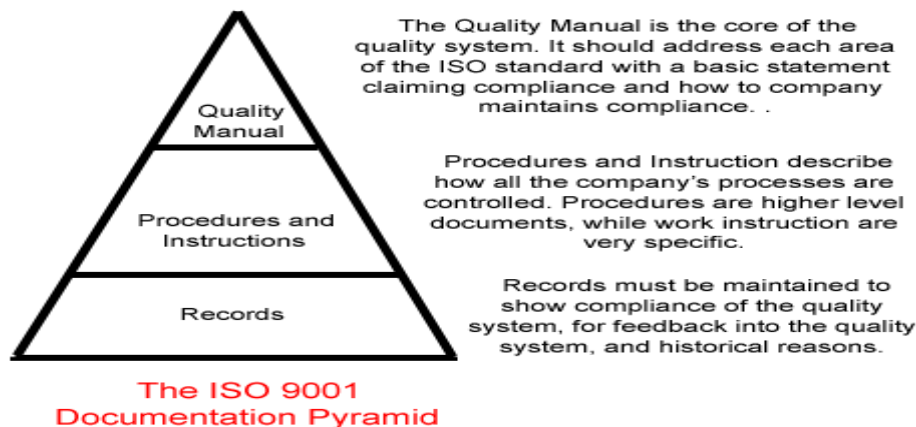 The Quality Manual is the core of the
quality system. It should address each area
of the ISO standard with a basic statement
claiming compliance and how to company
maintains compliance. .
Quality
Manual
Procedures and Instruction describe
how all the company's processes are
controlled. Procedures are higher level
documents, while work instruction are
very specific.
Procedures and
Instructions
Records must be maintained to
show compliance of the quality
system, for feedback into the quality
system, and historical reasons.
Records
The ISO 9001
Documentation Pyramid